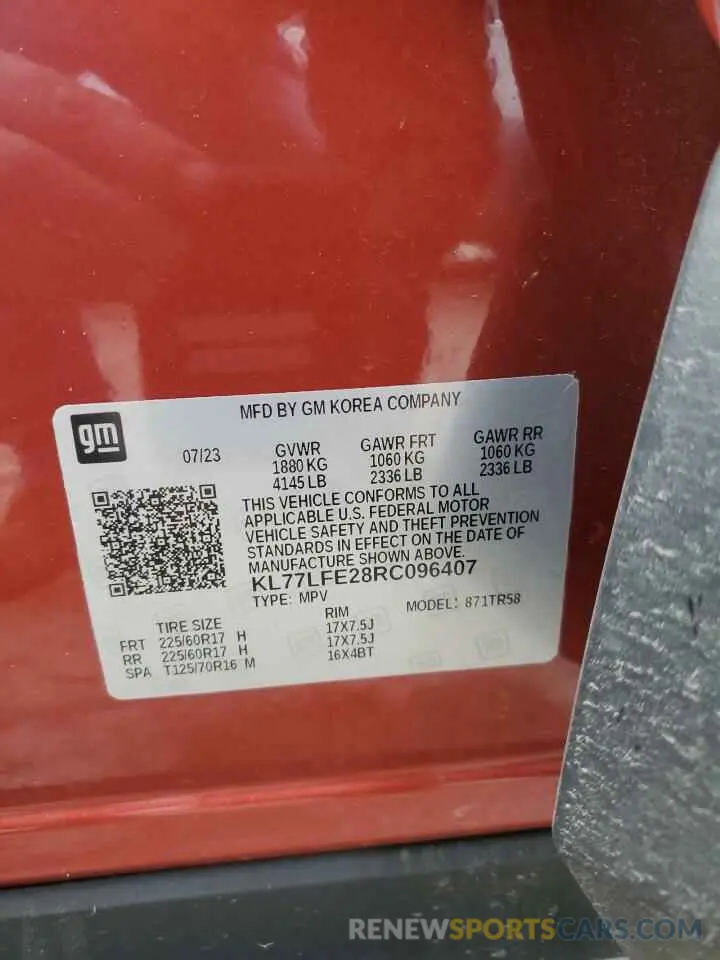 MFD BY GM KOREA COMPANY
gm
07/23
GVWR GAWR FRT GAWR RR
1880 KG 1060 KG 1060 KG
4145 LB 2336 LB 2336 LB
THIS VEHICLE CONFORMS TO ALL
APPLICABLE U.S. FEDERAL MOTOR
VEHICLE SAFETY AND THEFT PREVENTION
STANDARDS IN EFFECT ON THE DATE OF
MANUFACTURE SHOWN ABOVE.
KL77LFE28RC096407
TYPE: MPV MODEL: 871TR58
TIRE SIZE RIM
FRT 225/60R17 H 17X7.5J
RR 225/60R17 H 17X7.5J
SPA T125/70R16 M 16X4BT
RENEWSPORTSCARS.COM